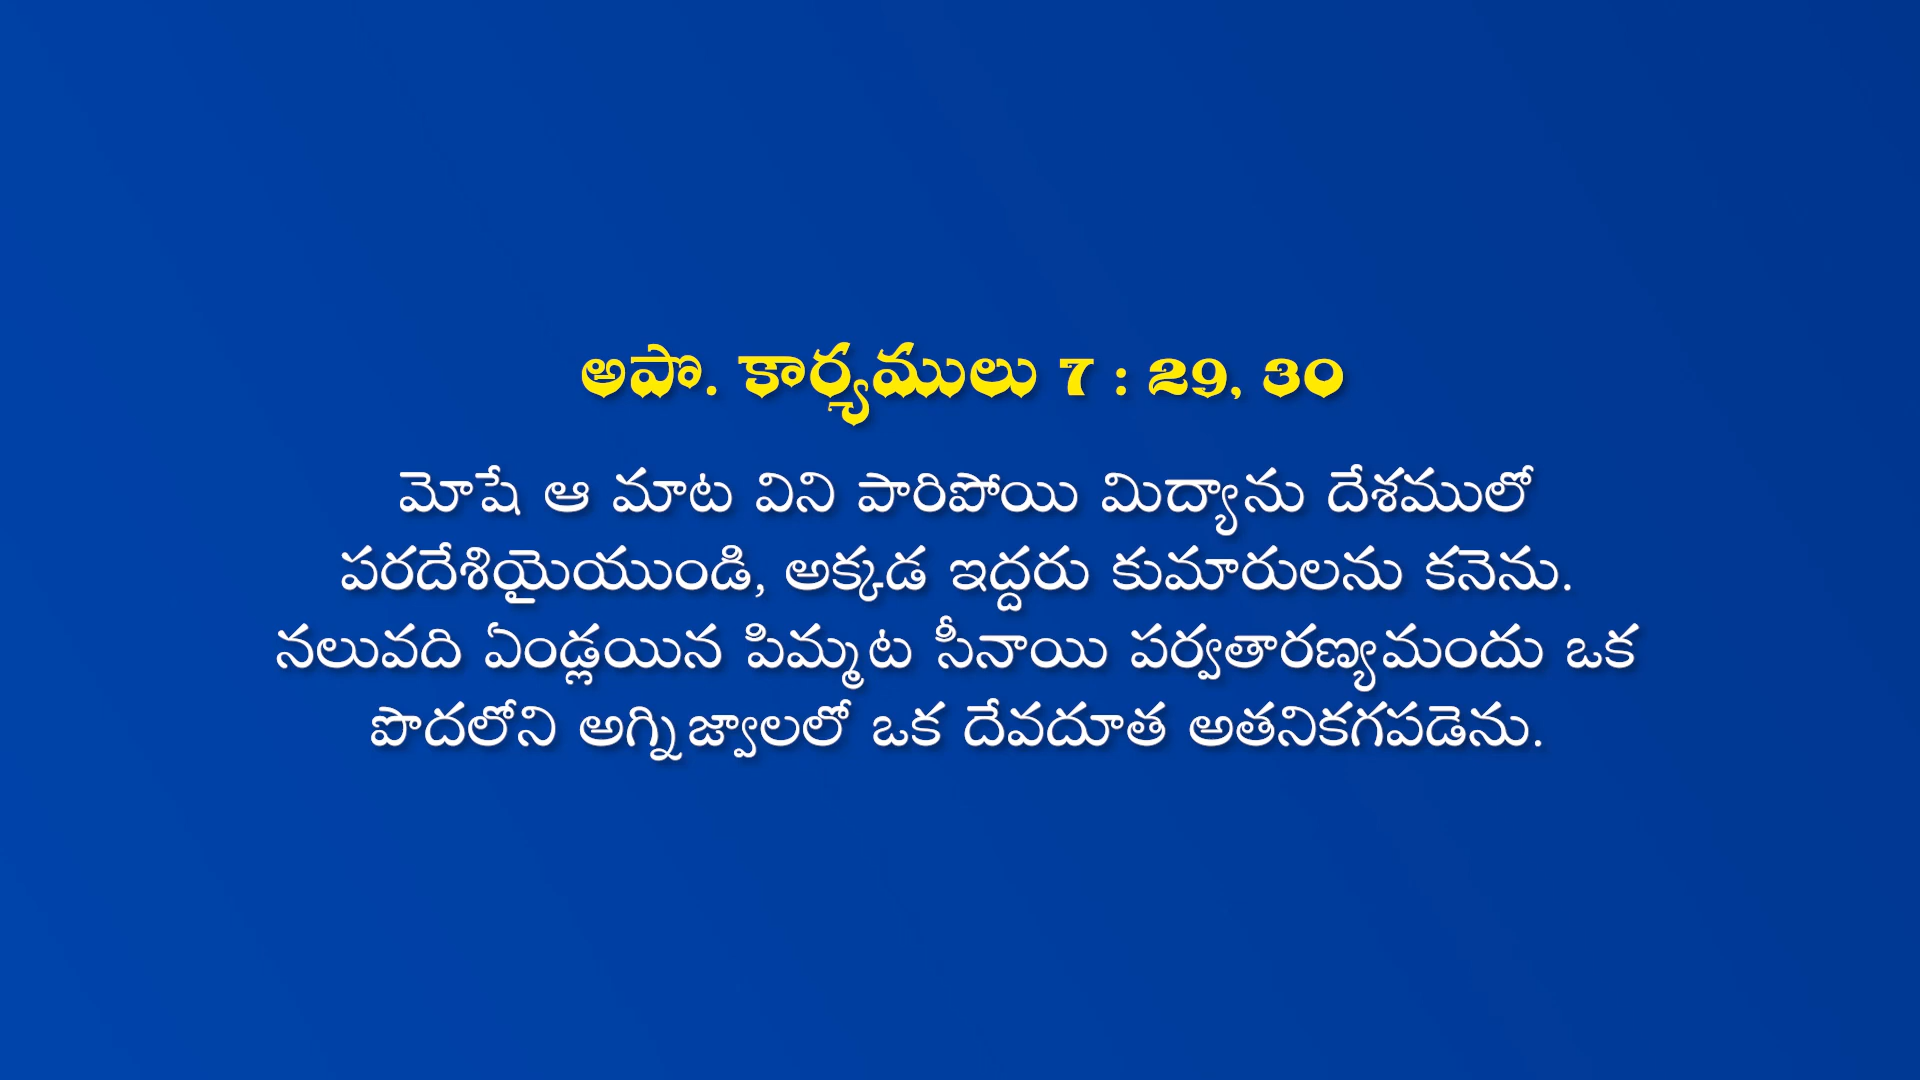 అపొ. కార్యములు 7 : 29, 30
మోషే ఆ మాట విని పారిపోయి మిద్యాను దేశములో
పరదేశియైయుండి, అక్కడ ఇద్దరు కుమారులను కనెను.
నలువది ఏండ్లయిన పిమ్మట సీనాయి పర్వతారణ్యమందు ఒక
పొదలోని అగ్నిజ్వాలలలో ఒక దేవదూత అతనికగపడెను.